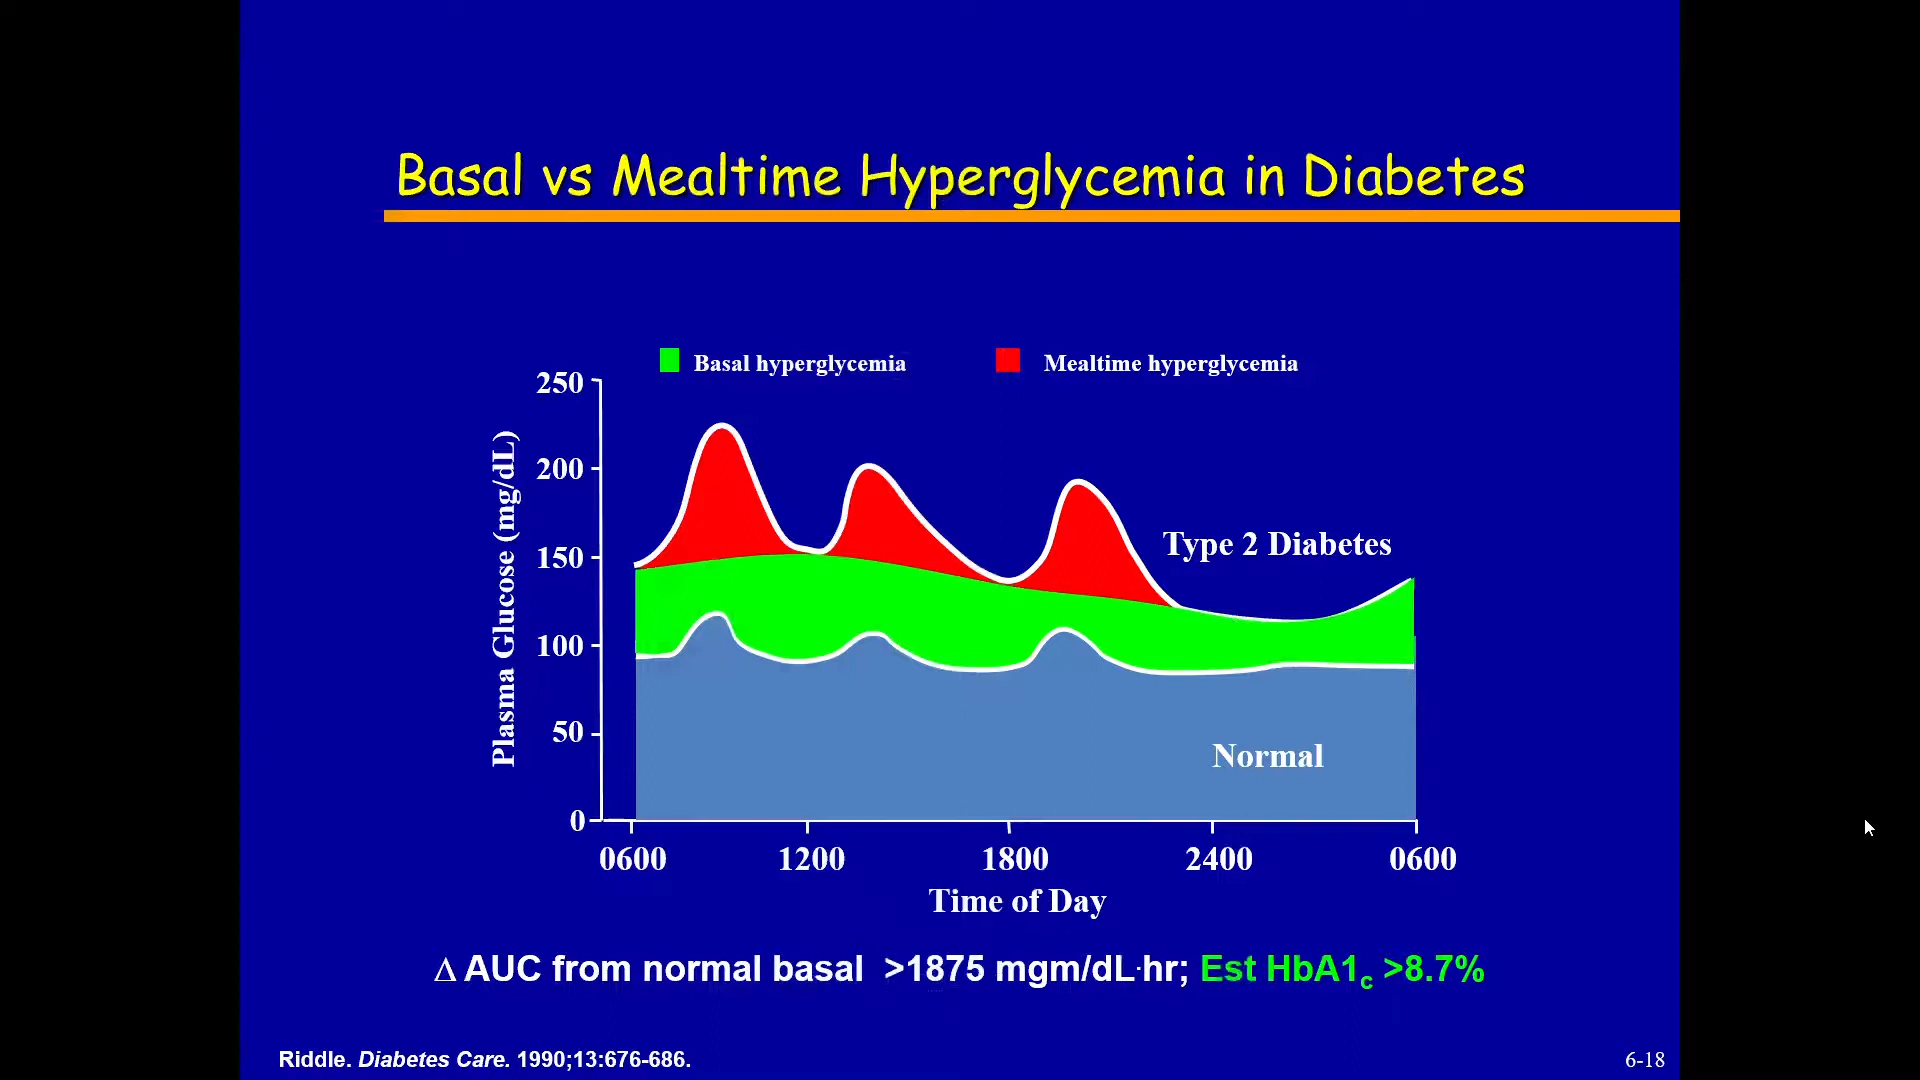 Basal vs Mealtime Hyperglycemia in Diabetes
Basal hyperglycemia
Mealtime hyperglycemia
250
200
150
100
50
0
Plasma Glucose (mg/dL)
Type 2 Diabetes
Normal
0600
1200
1800
2400
0600
Time of Day
Δ AUC from normal basal >1875 mgm/dL·hr; Est HbA1c >8.7%
Riddle. Diabetes Care. 1990;13:676-686.
6-18